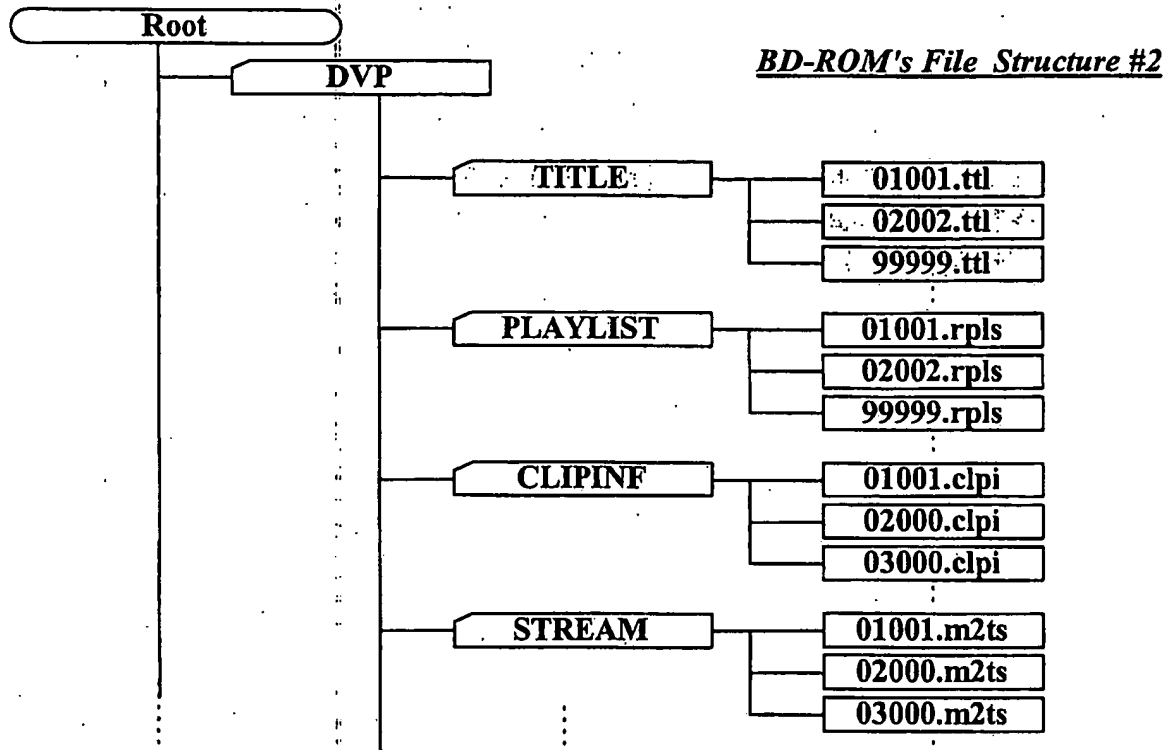 Root
BD-ROM's File Structure #2
DVP
TITLE
01001.ttl
02002.ttl
99999.ttl
PLAYLIST
01001.rpls
02002.rpls
99999.rpls
CLIPINF
01001.clpi
02000.clpi
03000.clpi
STREAM
01001.m2ts
02000.m2ts
03000.m2ts